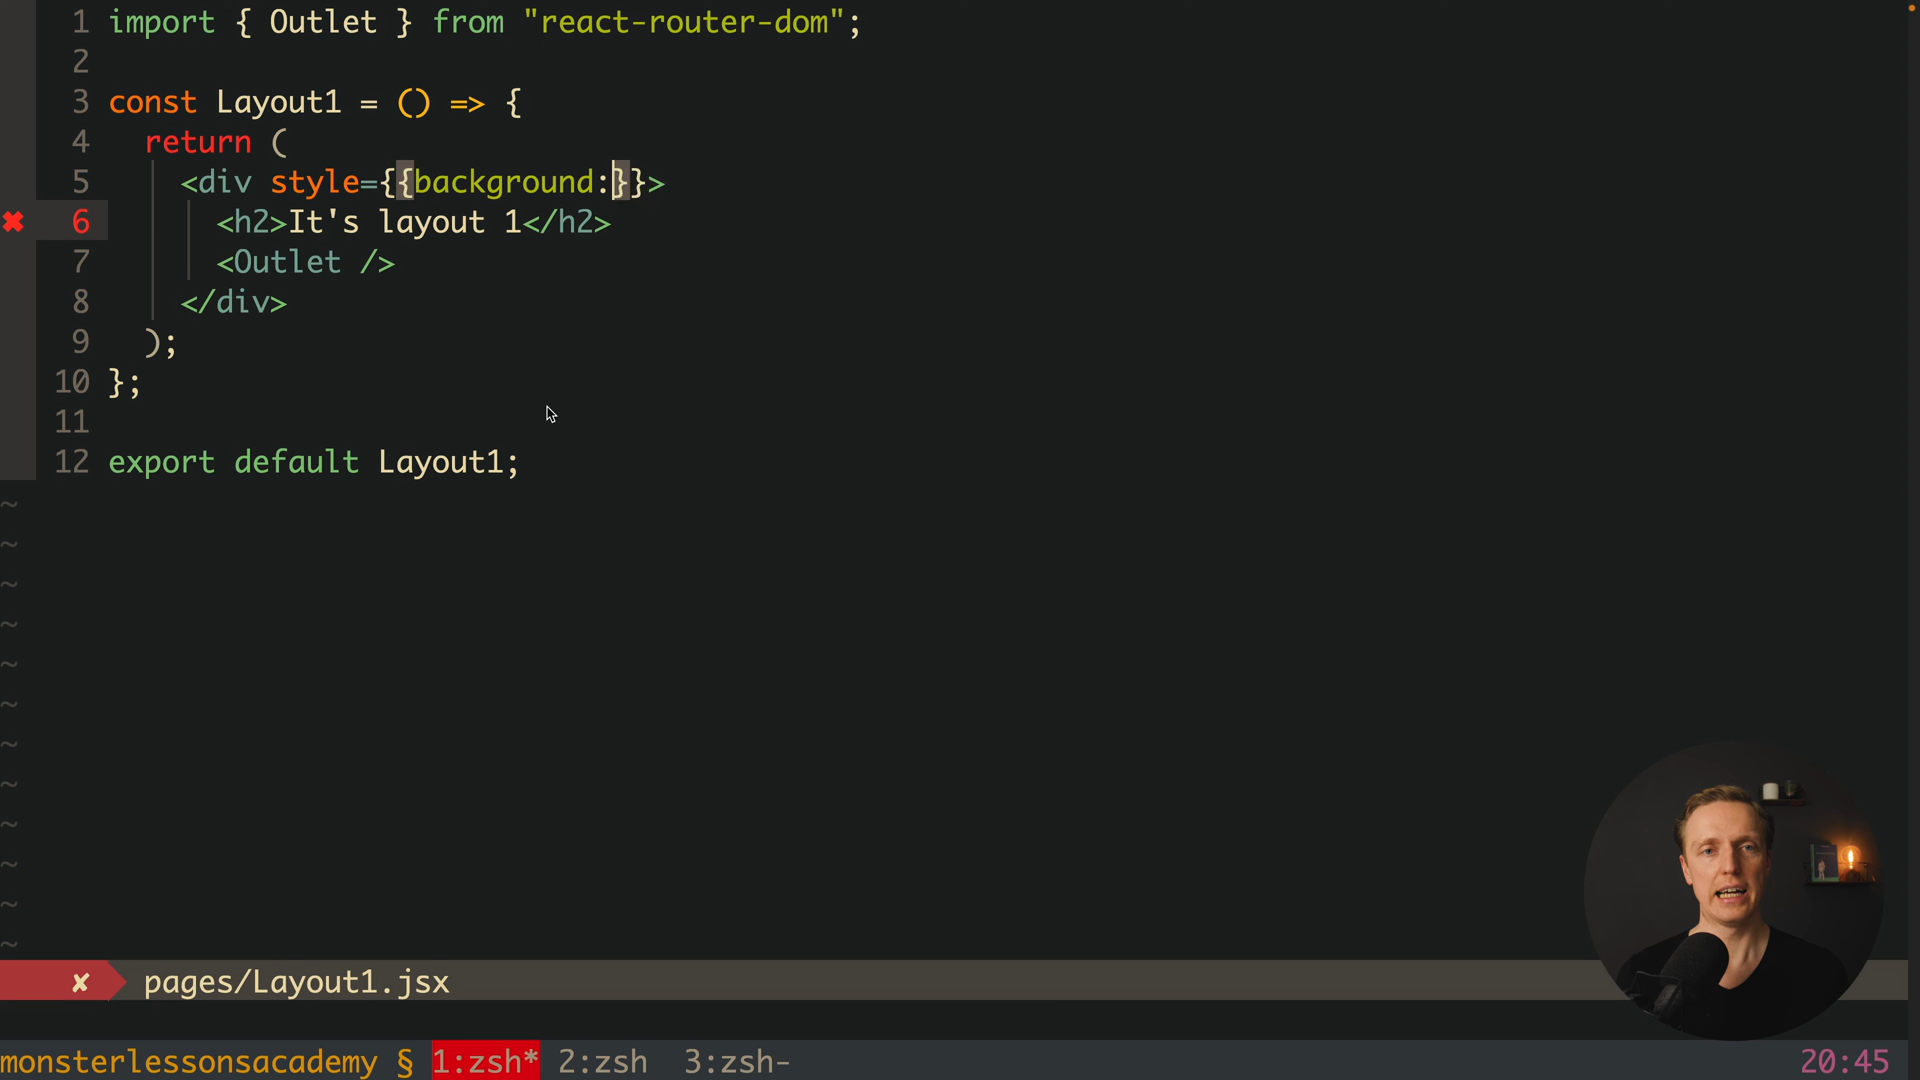 1 import { Outlet } from "react-router-dom";
2
3 const Layout1 = () => {
4 return (
5 <div style={{background:}}>
✖ 6 <h2>It's layout 1</h2>
7 <Outlet />
8 </div>
9 );
10 };
11
12 export default Layout1;
~
~
~
~
~
~
~
~
~
~
~
~
✘ pages/Layout1.jsx
monsterlessonsacademy § 1:zsh* 2:zsh 3:zsh- 20:45